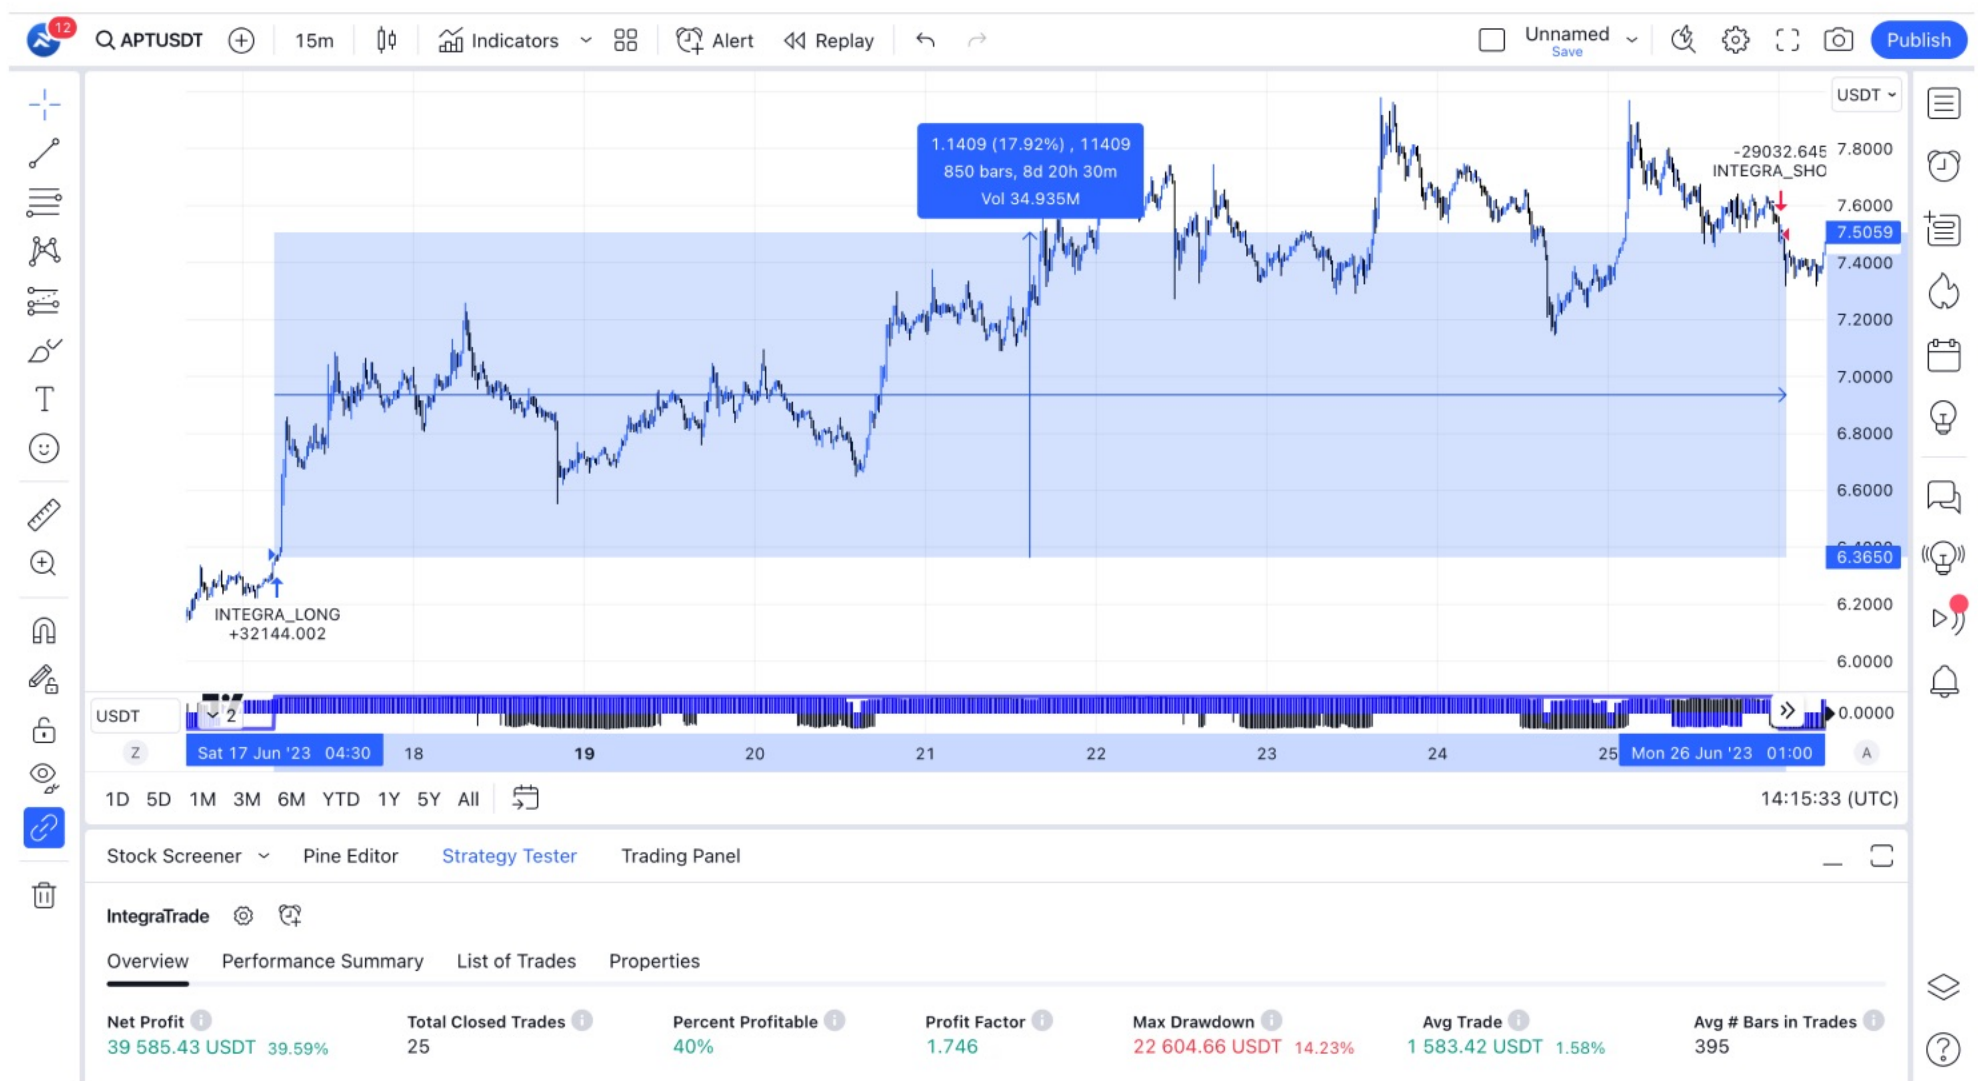 12
APTUSDT
15m
Indicators
Alert
Replay
Unnamed
Save
Publish
USDT
1.1409 (17.92%) , 11409
850 bars, 8d 20h 30m
Vol 34.935M
-29032.645
INTEGRA_SHO
7.8000
7.6000
7.5059
7.4000
7.2000
7.0000
6.8000
6.6000
6.3650
6.2000
6.0000
INTEGRA_LONG
+32144.002
USDT
2
0.0000
Z
Sat 17 Jun '23 04:30
18
19
20
21
22
23
24
25
Mon 26 Jun '23 01:00
A
1D 5D 1M 3M 6M YTD 1Y 5Y All
14:15:33 (UTC)
Stock Screener
Pine Editor
Strategy Tester
Trading Panel
IntegraTrade
Overview
Performance Summary
List of Trades
Properties
Net Profit
Total Closed Trades
Percent Profitable
Profit Factor
Max Drawdown
Avg Trade
Avg # Bars in Trades
39 585.43 USDT 39.59%
25
40%
1.746
22 604.66 USDT 14.23%
1 583.42 USDT 1.58%
395